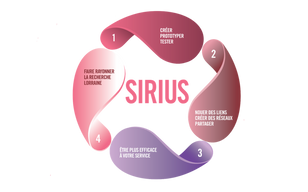 1
CRÉER
PROTOTYPER
TESTER
2
NOUER DES LIENS
CRÉER DES RÉSEAUX
PARTAGER
3
ÊTRE PLUS EFFICACE
À VOTRE SERVICE
4
FAIRE RAYONNER
LA RECHERCHE
LORRAINE
SIRIUS